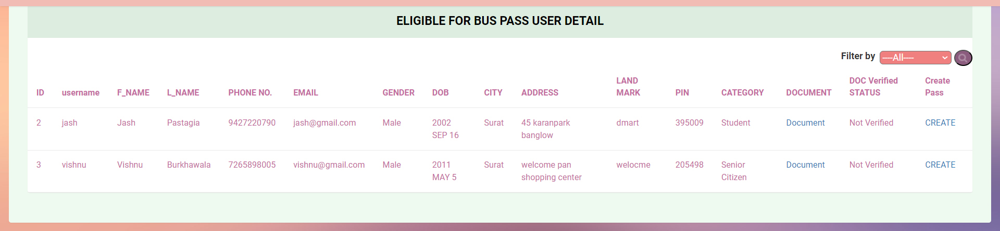 ELIGIBLE FOR BUS PASS USER DETAIL
Filter by ----All----
ID username F_NAME L_NAME PHONE NO. EMAIL GENDER DOB CITY ADDRESS LAND MARK PIN CATEGORY DOCUMENT DOC Verified STATUS Create Pass
2 jash Jash Pastagia 9427220790 jash@gmail.com Male 2002 Surat 45 karanpark dmart 395009 Student Document Not Verified CREATE
SEP 16 banglow
3 vishnu Vishnu Burkhawala 7265898005 vishnu@gmail.com Male 2011 Surat welcome pan welocme 205498 Senior Document Not Verified CREATE
MAY 5 shopping center Citizen